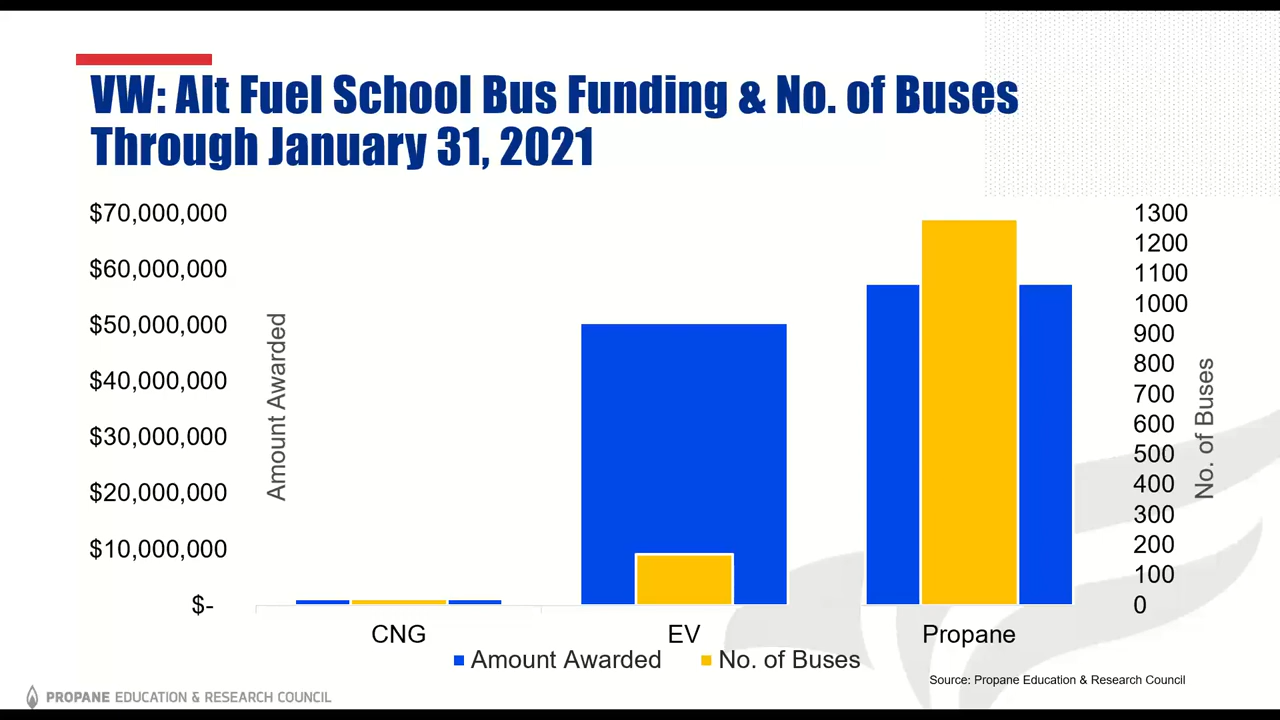 VW: Alt Fuel School Bus Funding & No. of Buses
Through January 31, 2021
$70,000,000
$60,000,000
$50,000,000
$40,000,000
$30,000,000
$20,000,000
$10,000,000
$-
Amount Awarded
1300
1200
1100
1000
900
800
700
600
500
400
300
200
100
0
No. of Buses
CNG
EV
Propane
Amount Awarded
No. of Buses
Source: Propane Education & Research Council
PROPANE EDUCATION & RESEARCH COUNCIL